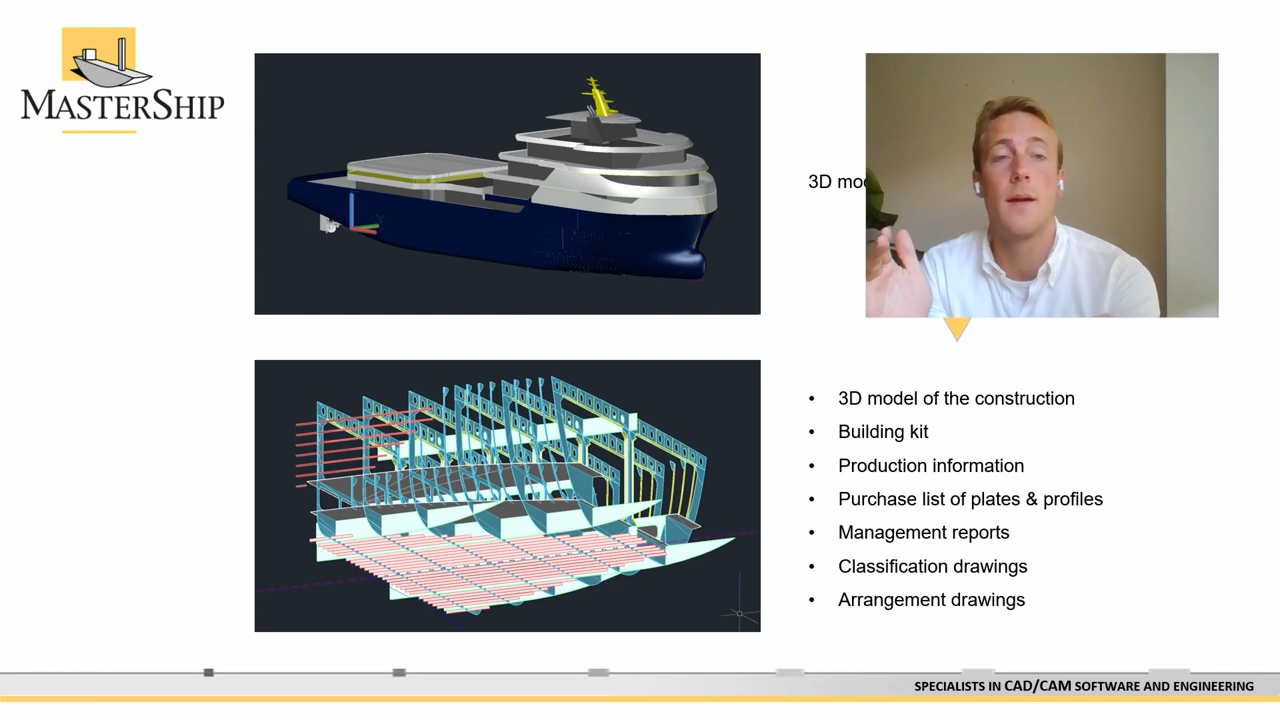 MASTERSHIP
3D
3D model of the construction
Building kit
Production information
Purchase list of plates & profiles
Management reports
Classification drawings
Arrangement drawings
SPECIALISTS IN CAD/CAM SOFTWARE AND ENGINEERING